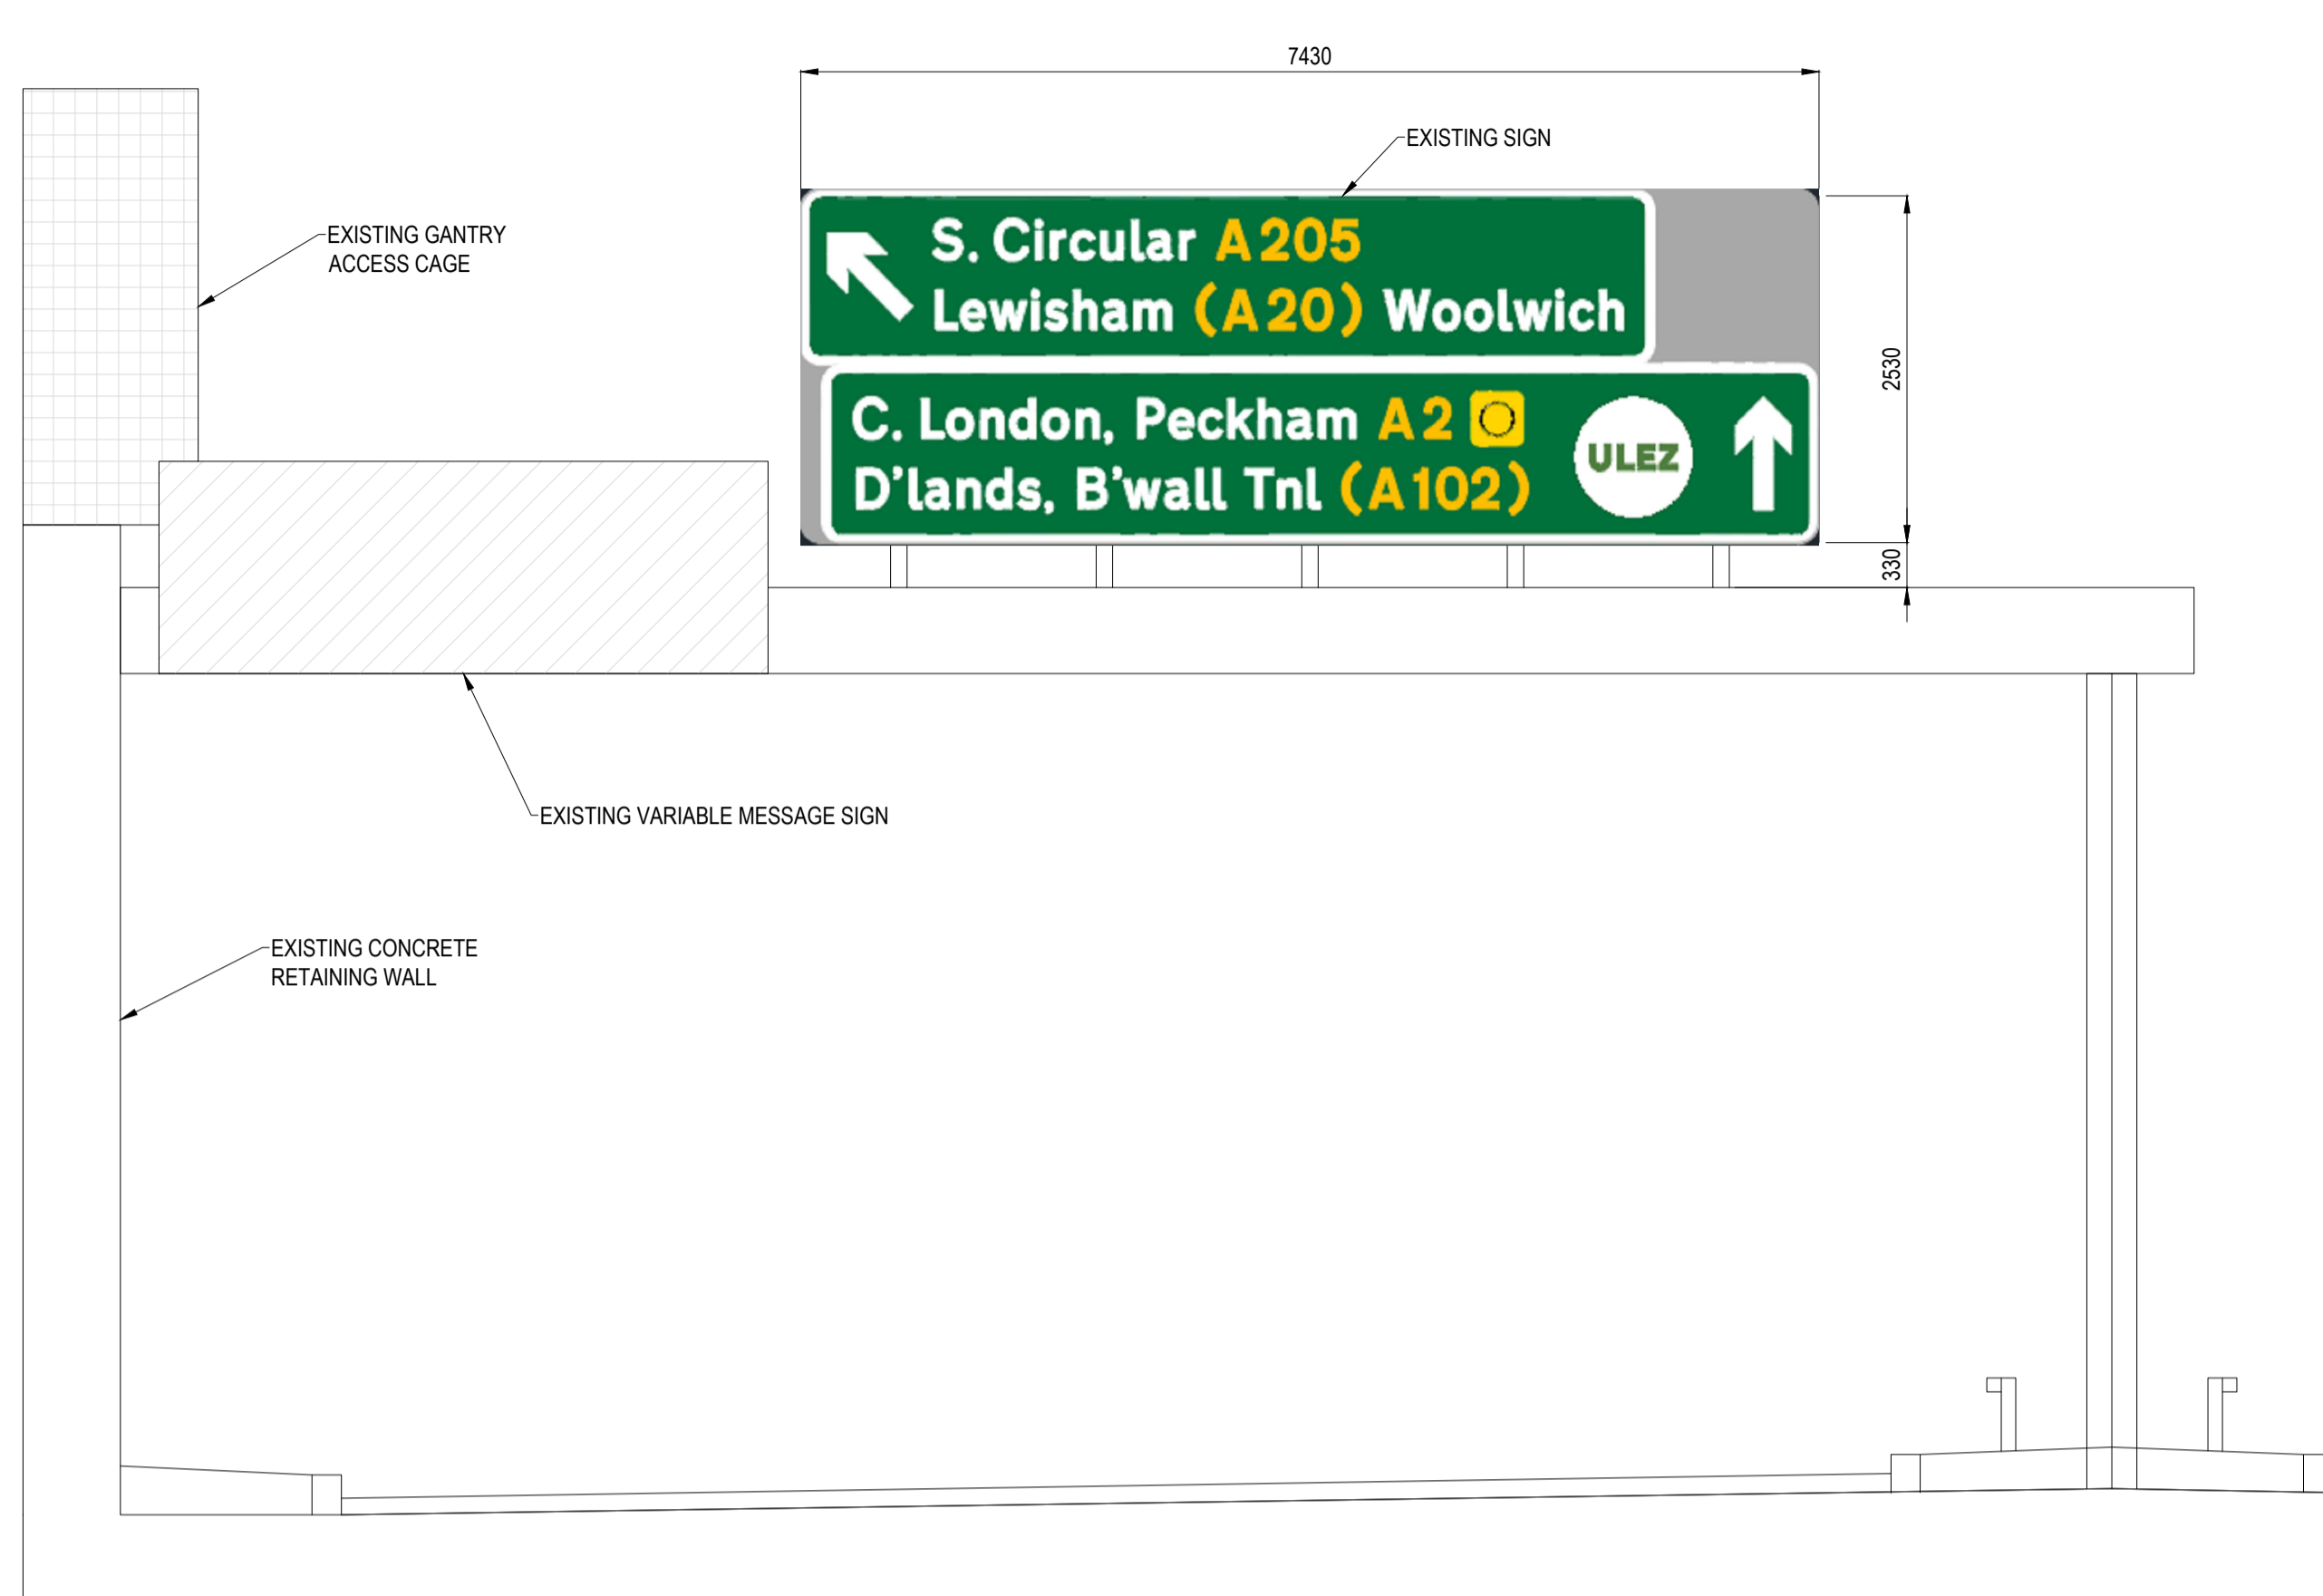 7430
EXISTING SIGN
EXISTING GANTRY
ACCESS CAGE
S. Circular A205
Lewisham (A20) Woolwich
C. London, Peckham A2
D'lands, B'wall Tnl (A102)
ULEZ
2530
330
EXISTING VARIABLE MESSAGE SIGN
EXISTING CONCRETE
RETAINING WALL